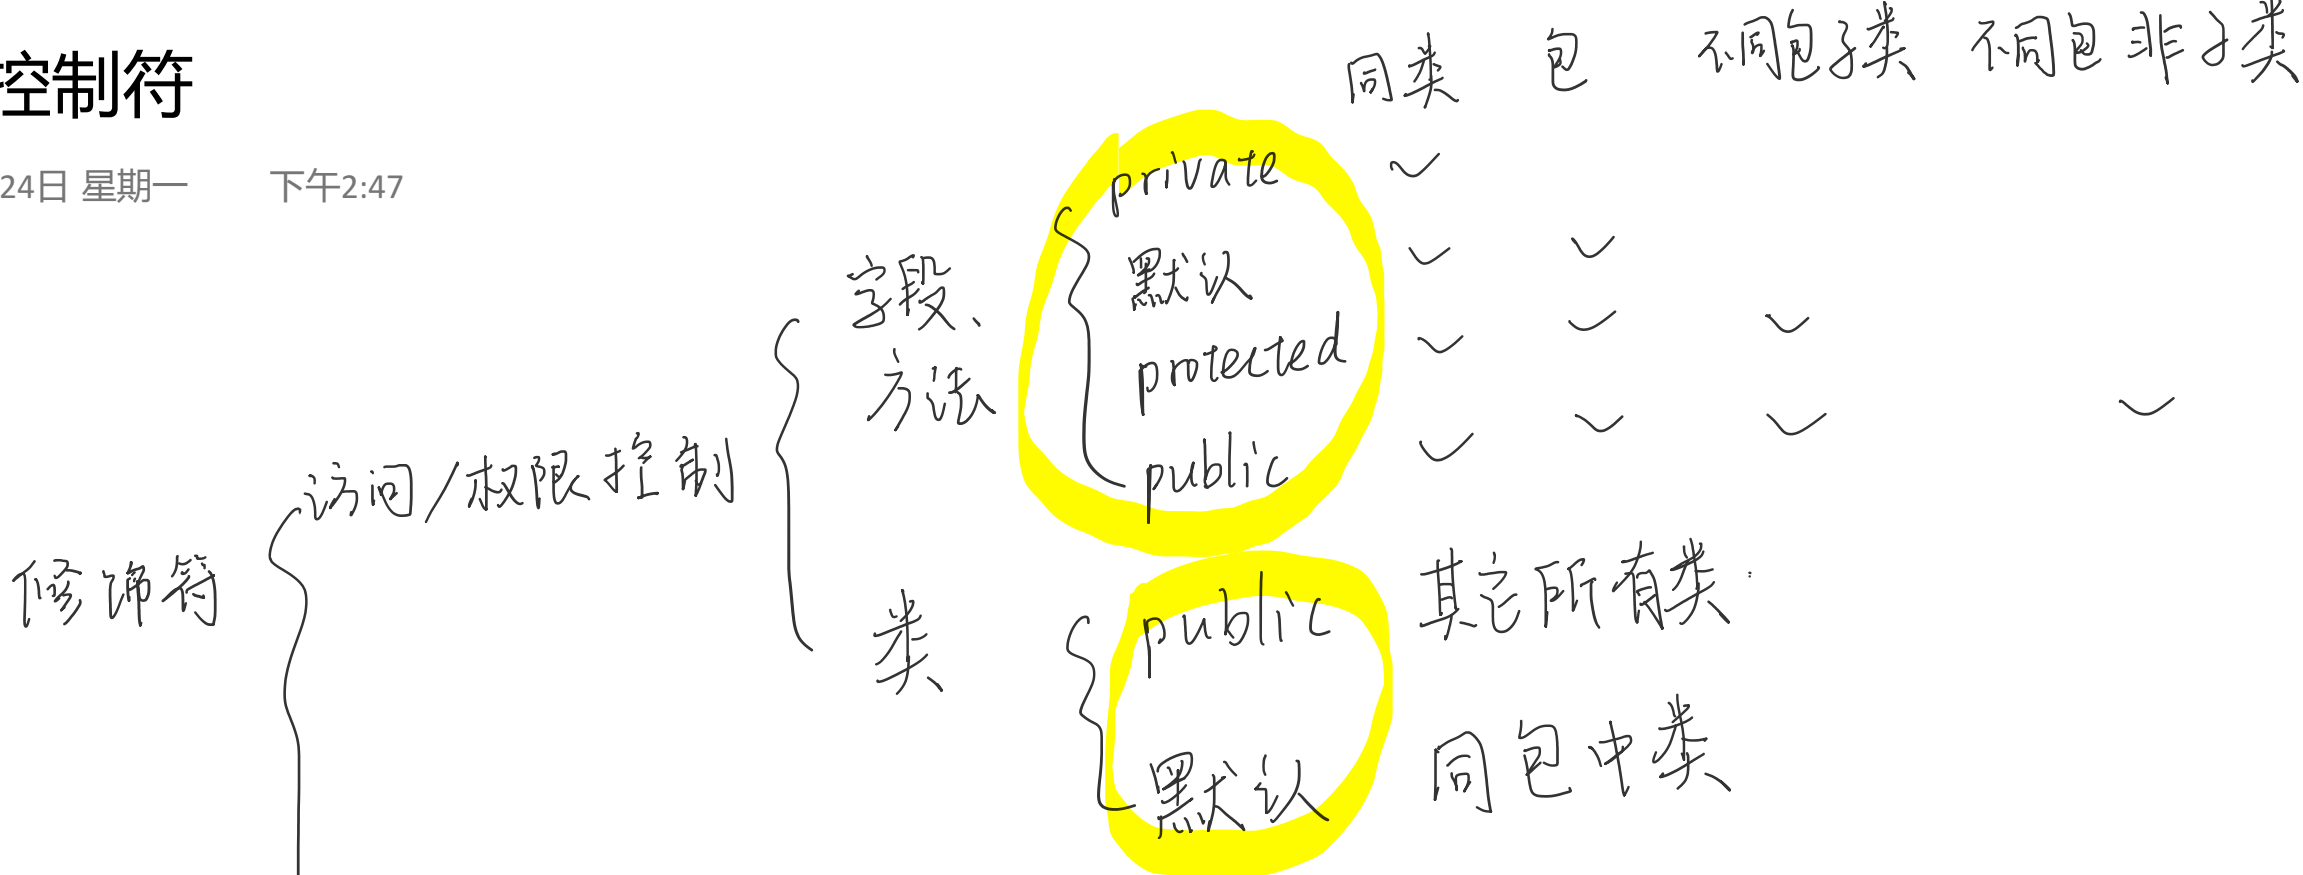 控制符
24日 星期一 下午2:47
同类 包 不同包子类 不同包非子类
private ✓
字段、 默认 ✓ ✓
方法 protected ✓ ✓ ✓
public ✓ ✓ ✓ ✓
访问/权限控制
修饰符
类 public 其它所有类
默认 同包中类